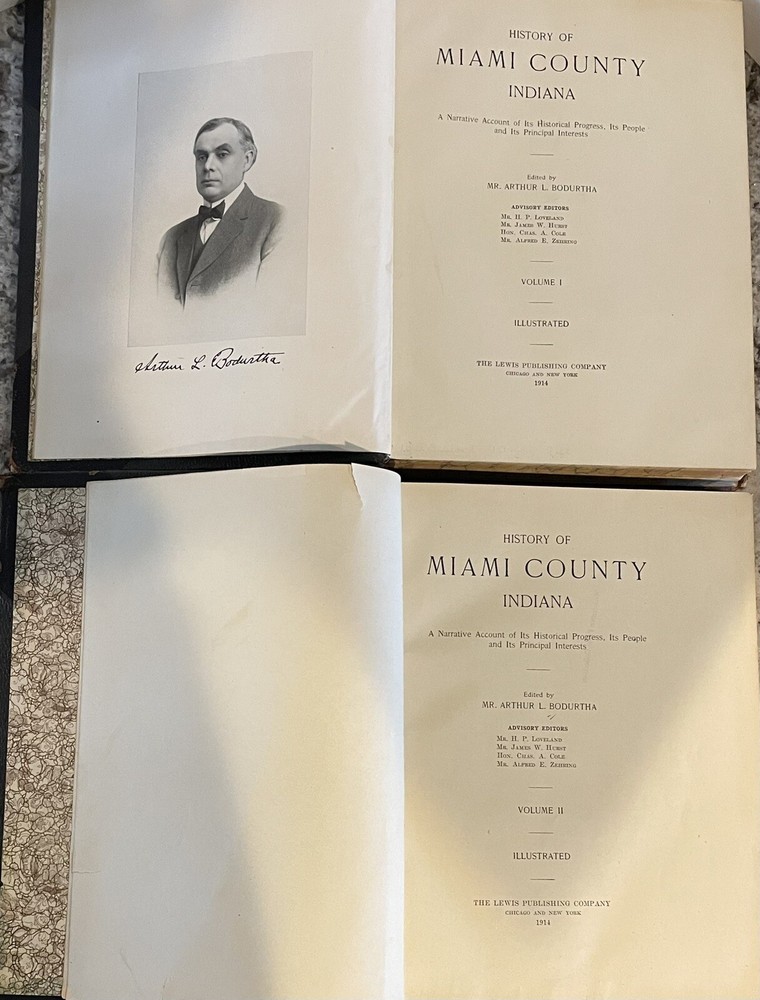 HISTORY OF
MIAMI COUNTY
INDIANA
A Narrative Account of Its Historical Progress, Its People
and Its Principal Interests
Edited by
MR. ARTHUR L. BODURTHA
ADVISORY EDITORS
MR. H. P. LOVELAND
MR. JAMES W. HURST
HON. CHAS. A. COLE
MR. ALFRED E. ZEHRING
VOLUME I
ILLUSTRATED
THE LEWIS PUBLISHING COMPANY
CHICAGO AND NEW YORK
1914
Arthur L. Bodurtha
HISTORY OF
MIAMI COUNTY
INDIANA
A Narrative Account of Its Historical Progress, Its People
and Its Principal Interests
Edited by
MR. ARTHUR L. BODURTHA
ADVISORY EDITORS
MR. H. P. LOVELAND
MR. JAMES W. HURST
HON. CHAS. A. COLE
MR. ALFRED E. ZEHRING
VOLUME II
ILLUSTRATED
THE LEWIS PUBLISHING COMPANY
CHICAGO AND NEW YORK
1914